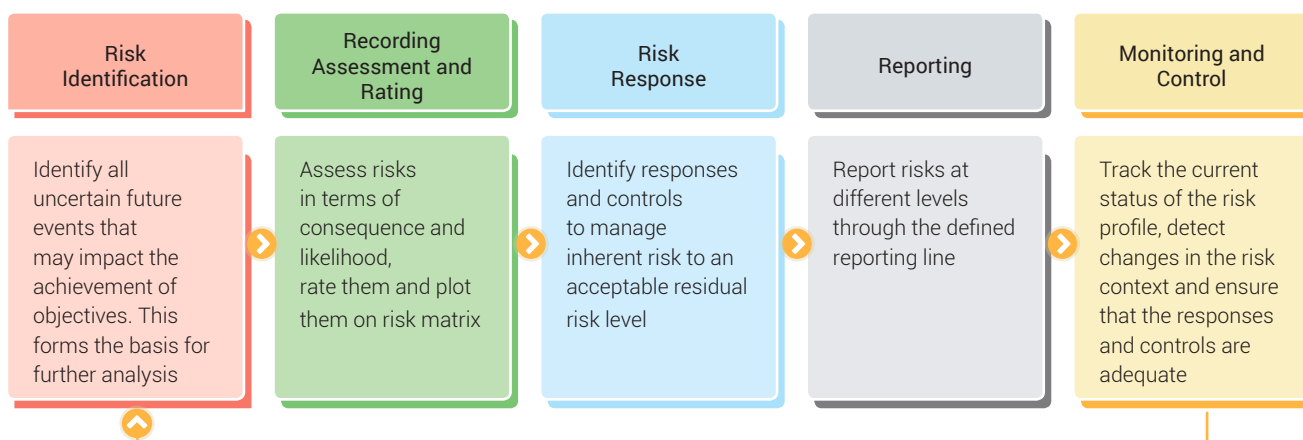 Risk
Identification
Recording
Assessment and
Rating
Risk
Response
Reporting
Monitoring and
Control
Identify all
uncertain future
events that
may impact the
achievement of
objectives. This
forms the basis for
further analysis
Assess risks
in terms of
consequence and
likelihood,
rate them and plot
them on risk matrix
Identify responses
and controls
to manage
inherent risk to an
acceptable residual
risk level
Report risks at
different levels
through the defined
reporting line
Track the current
status of the risk
profile, detect
changes in the risk
context and ensure
that the responses
and controls are
adequate